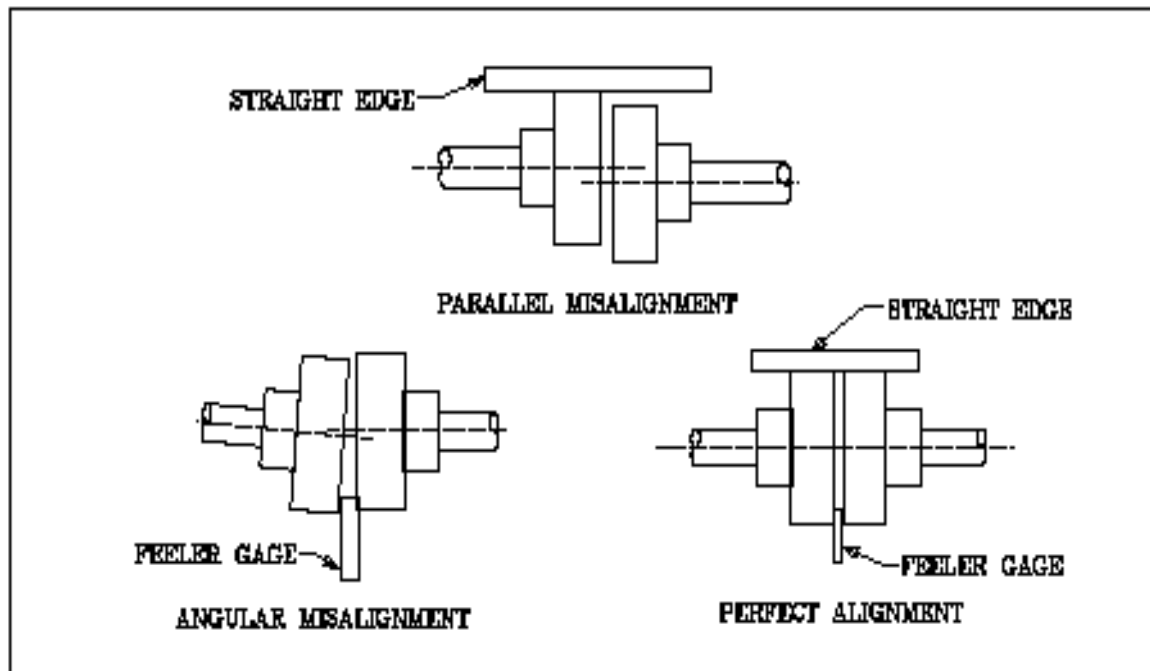 STRAIGHT EDGE
PARALLEL MISALIGNMENT
STRAIGHT EDGE
FEELER GAGE
ANGULAR MISALIGNMENT
FEELER GAGE
PERFECT ALIGNMENT